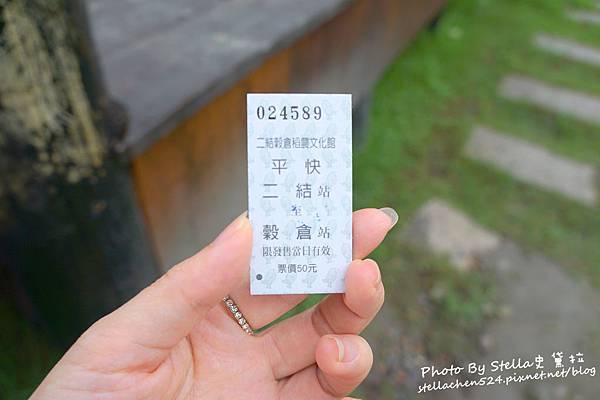 024589
二結穀倉稻農文化館
平快
二結站
至
穀倉站
限發售當日有效
票價50元
Photo By Stella史黛拉
stellachen524.pixnet.net/blog